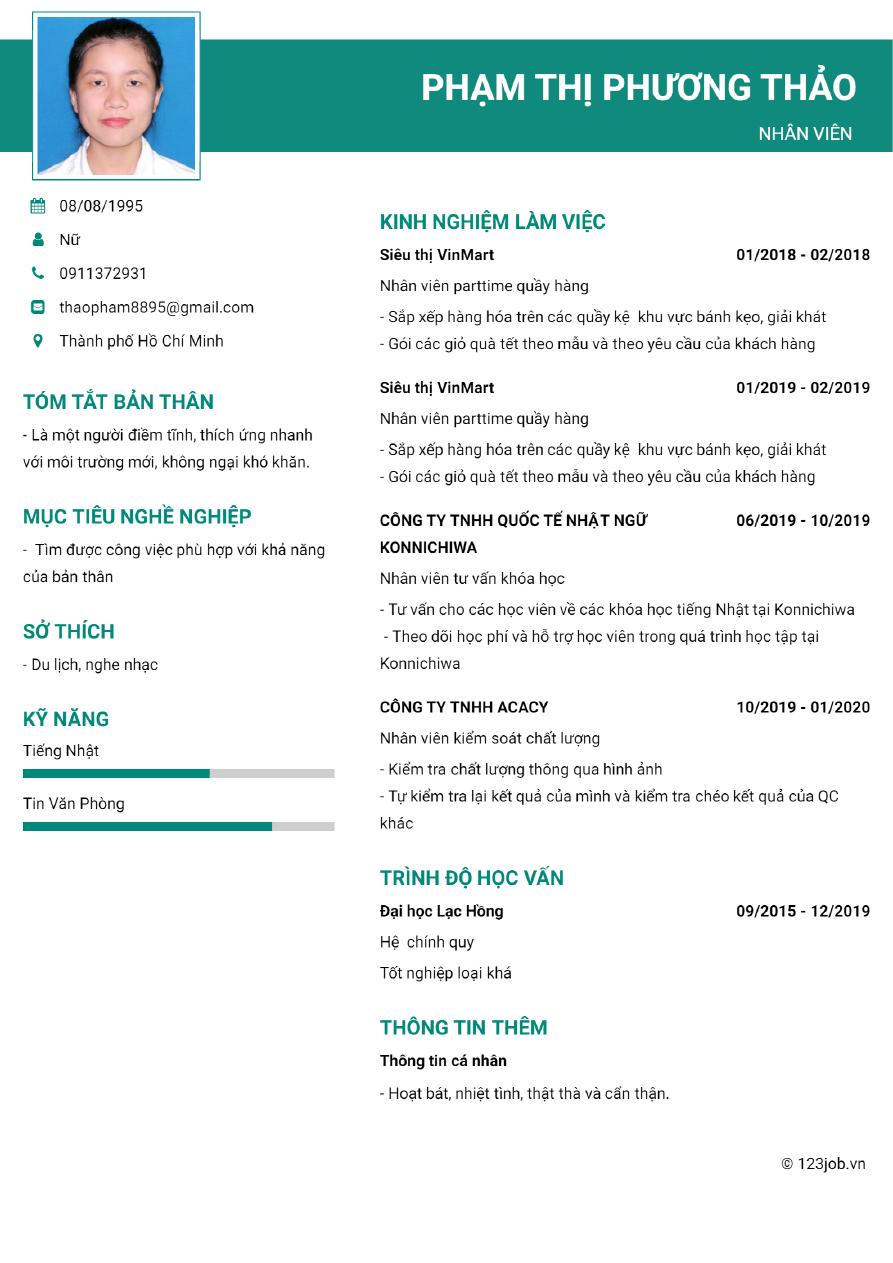 PHẠM THỊ PHƯƠNG THẢO
NHÂN VIÊN
08/08/1995
Nữ
0911372931
thaopham8895@gmail.com
Thành phố Hồ Chí Minh
TÓM TẮT BẢN THÂN
- Là một người điềm tĩnh, thích ứng nhanh
với môi trường mới, không ngại khó khăn.
MỤC TIÊU NGHỀ NGHIỆP
- Tìm được công việc phù hợp với khả năng
của bản thân
SỞ THÍCH
- Du lịch, nghe nhạc
KỸ NĂNG
Tiếng Nhật
Tin Văn Phòng
KINH NGHIỆM LÀM VIỆC
Siêu thị VinMart 01/2018 - 02/2018
Nhân viên parttime quầy hàng
- Sắp xếp hàng hóa trên các quầy kệ khu vực bánh kẹo, giải khát
- Gói các giỏ quà tết theo mẫu và theo yêu cầu của khách hàng
Siêu thị VinMart 01/2019 - 02/2019
Nhân viên parttime quầy hàng
- Sắp xếp hàng hóa trên các quầy kệ khu vực bánh kẹo, giải khát
- Gói các giỏ quà tết theo mẫu và theo yêu cầu của khách hàng
CÔNG TY TNHH QUỐC TẾ NHẬT NGỮ 06/2019 - 10/2019
KONNICHIWA
Nhân viên tư vấn khóa học
- Tư vấn cho các học viên về các khóa học tiếng Nhật tại Konnichiwa
- Theo dõi học phí và hỗ trợ học viên trong quá trình học tập tại
Konnichiwa
CÔNG TY TNHH ACACY 10/2019 - 01/2020
Nhân viên kiểm soát chất lượng
- Kiểm tra chất lượng thông qua hình ảnh
- Tự kiểm tra lại kết quả của mình và kiểm tra chéo kết quả của QC
khác
TRÌNH ĐỘ HỌC VẤN
Đại học Lạc Hồng 09/2015 - 12/2019
Hệ chính quy
Tốt nghiệp loại khá
THÔNG TIN THÊM
Thông tin cá nhân
- Hoạt bát, nhiệt tình, thật thà và cẩn thận.
© 123job.vn